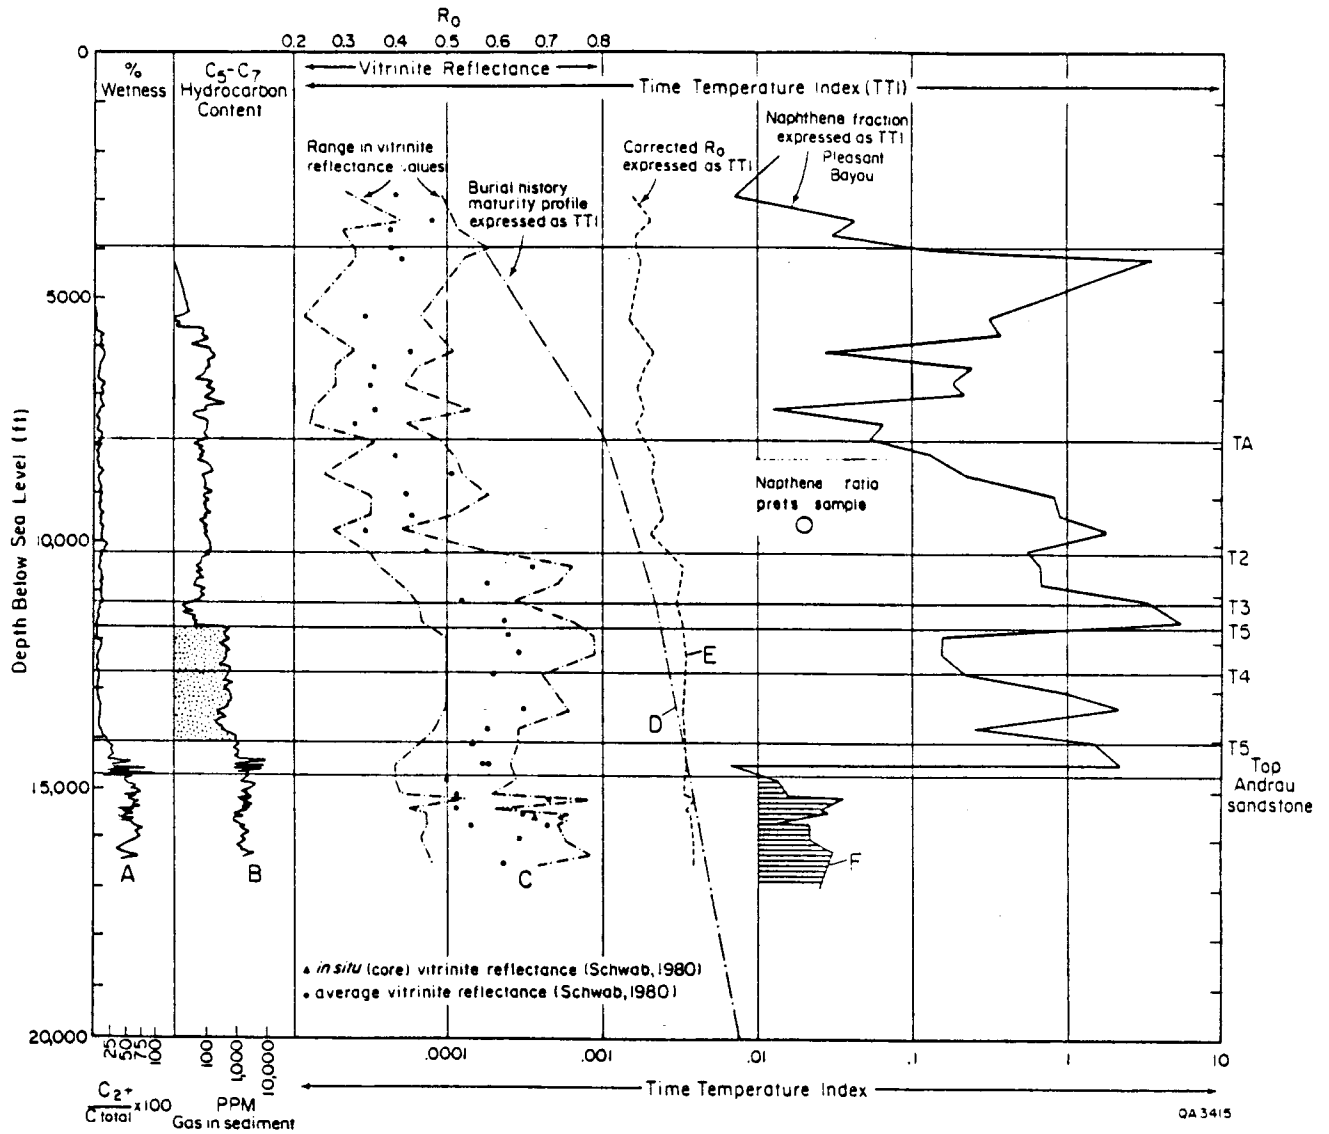 R₀
0.2 0.3 0.4 0.5 0.6 0.7 0.8
0
%
Wetness
C₅-C₇
Hydrocarbon
Content
Vitrinite Reflectance
Time Temperature Index (TTI)
Range in vitrinite
reflectance values
Burial history
maturity profile
expressed as TTI
Corrected R₀
expressed as TTI
Naphthene fraction
expressed as TTI
Pleasant
Bayou
5000
Depth Below Sea Level (ft)
TA
Napthene ratio
prets sample
10,000
T2
T3
T5
E
T4
D
T5
Top
Andrau
sandstone
15,000
A
B
C
F
▲ in situ (core) vitrinite reflectance (Schwab, 1980)
• average vitrinite reflectance (Schwab, 1980)
20,000
25 50 75 100
100 1,000 10,000
.0001 .001 .01 .1 1 10
C₂+
C total x100
PPM
Gas in sediment
Time Temperature Index
QA3415